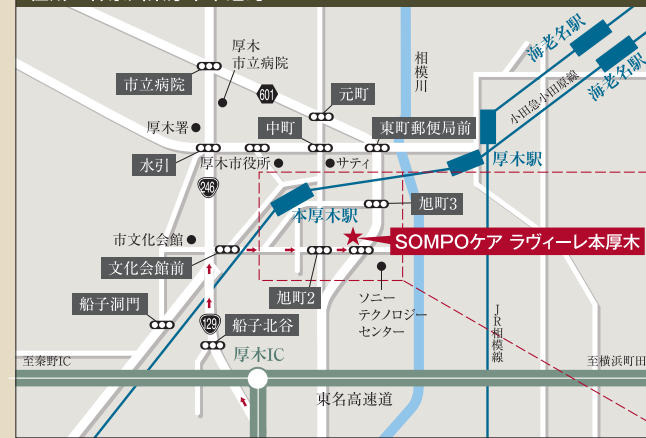 海老名駅
海老名駅
小田急小田原線
相模川
厚木
市立病院
市立病院
601
元町
厚木署
中町
東町郵便局前
水引
厚木市役所
サティ
厚木駅
246
本厚木駅
旭町3
市文化会館
SOMPOケア ラヴィーレ本厚木
文化会館前
旭町2
ソニー
テクノロジー
センター
船子洞門
129
船子北谷
JR相模線
厚木IC
至秦野IC
至横浜町田
東名高速道